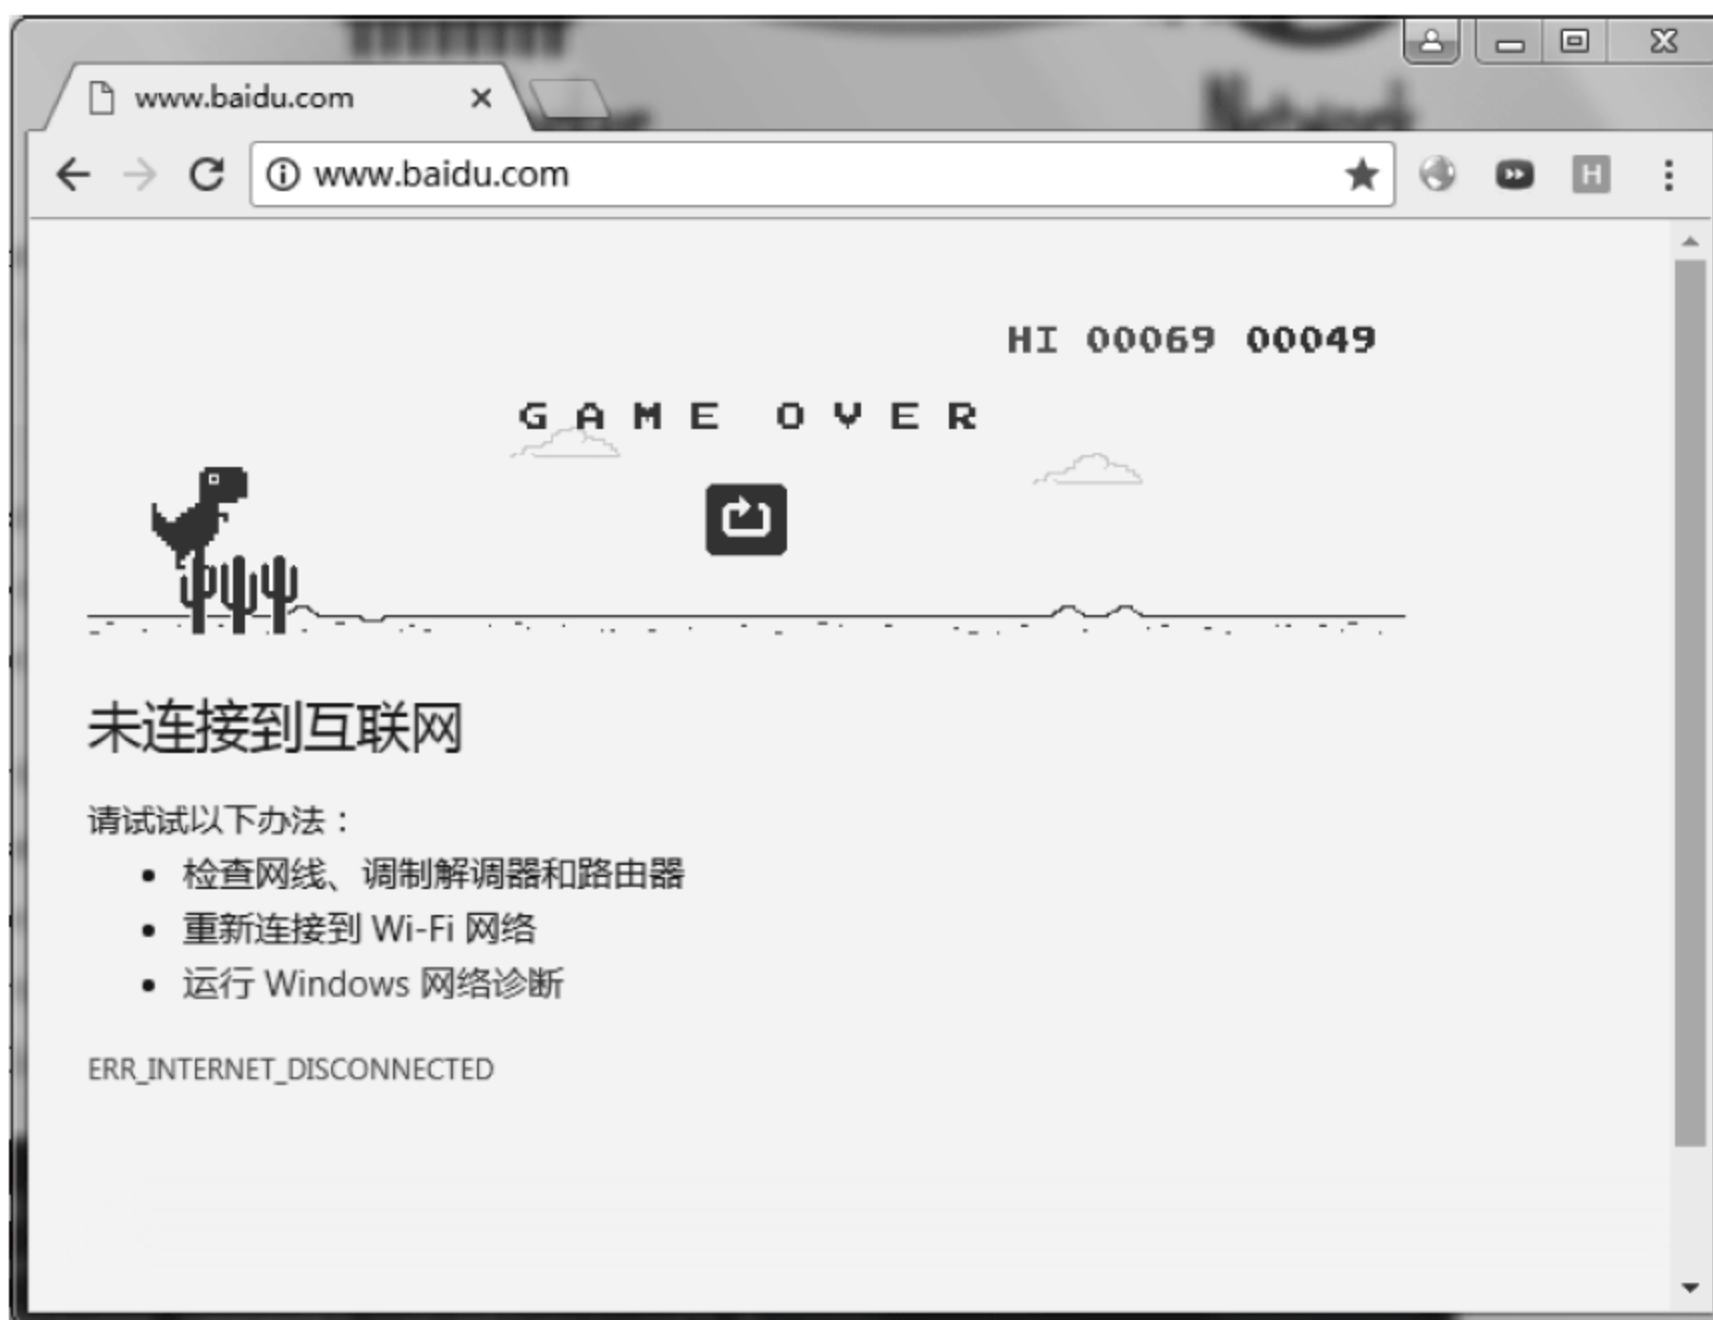 www.baidu.com
www.baidu.com
H
HI 00069 00049
GAME OVER
未连接到互联网
请试试以下办法：
检查网线、调制解调器和路由器
重新连接到 Wi-Fi 网络
运行 Windows 网络诊断
ERR_INTERNET_DISCONNECTED